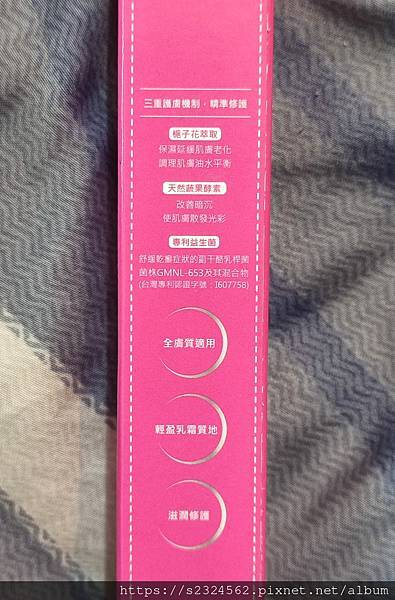 三重護膚機制，精準修護
梔子花萃取
保濕延緩肌膚老化
調理肌膚油水平衡
天然蔬果酵素
改善暗沉
使肌膚散發光彩
專利益生菌
舒緩乾癬症狀的副干酪乳桿菌
菌株GMNL-653及其混合物
(台灣專利認證字號：I607758)
全膚質適用
輕盈乳霜質地
滋潤修護
https://s2324562.pixnet.net/album